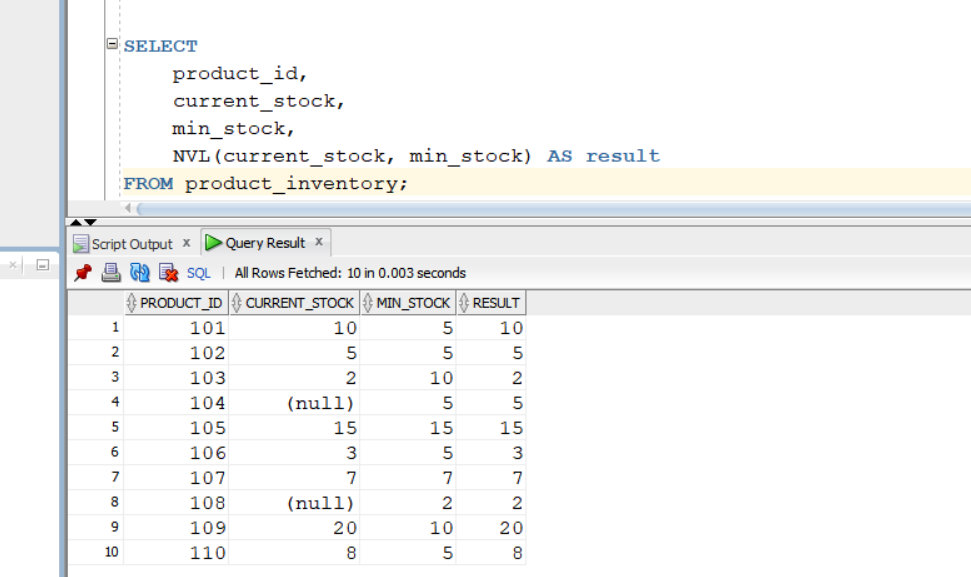 SELECT
product_id,
current_stock,
min_stock,
NVL(current_stock, min_stock) AS result
FROM product_inventory;
Script Output x Query Result x
SQL | All Rows Fetched: 10 in 0.003 seconds
PRODUCT_ID CURRENT_STOCK MIN_STOCK RESULT
1 101 10 5 10
2 102 5 5 5
3 103 2 10 2
4 104 (null) 5 5
5 105 15 15 15
6 106 3 5 3
7 107 7 7 7
8 108 (null) 2 2
9 109 20 10 20
10 110 8 5 8